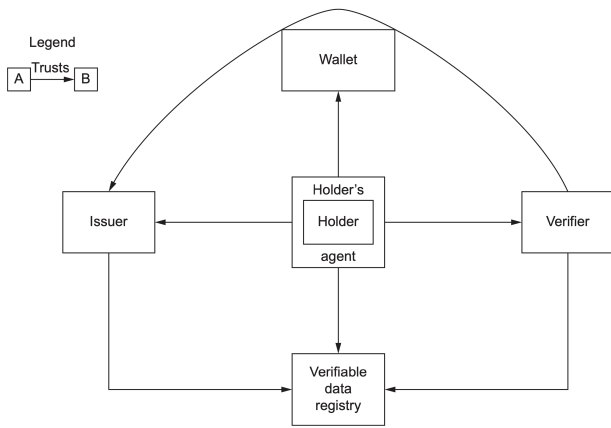 Legend
Trusts
A
B
Wallet
Holder's
Holder
agent
Issuer
Verifier
Verifiable
data
registry